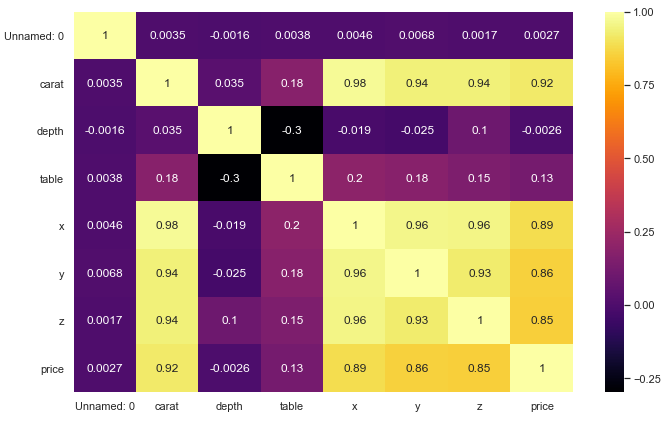 Unnamed: 0 1 0.0035 -0.0016 0.0038 0.0046 0.0068 0.0017 0.0027
carat 0.0035 1 0.035 0.18 0.98 0.94 0.94 0.92
depth -0.0016 0.035 1 -0.3 -0.019 -0.025 0.1 -0.0026
table 0.0038 0.18 -0.3 1 0.2 0.18 0.15 0.13
x 0.0046 0.98 -0.019 0.2 1 0.96 0.96 0.89
y 0.0068 0.94 -0.025 0.18 0.96 1 0.93 0.86
z 0.0017 0.94 0.1 0.15 0.96 0.93 1 0.85
price 0.0027 0.92 -0.0026 0.13 0.89 0.86 0.85 1
Unnamed: 0 carat depth table x y z price
1.00
0.75
0.50
0.25
0.00
−0.25